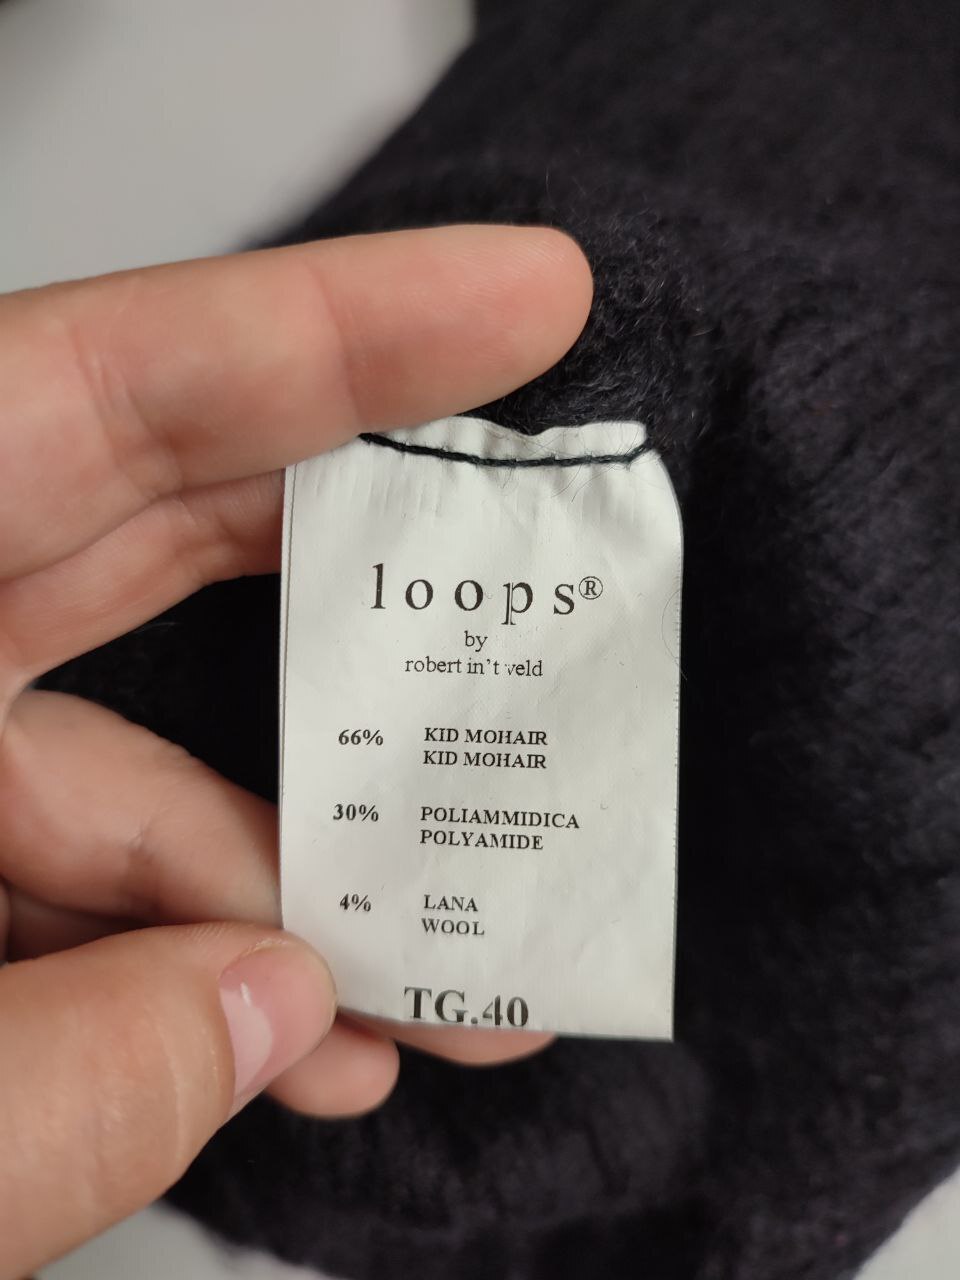 loops®
by
robert in't veld
66% KID MOHAIR
KID MOHAIR
30% POLIAMMIDICA
POLYAMIDE
4% LANA
WOOL
TG.40